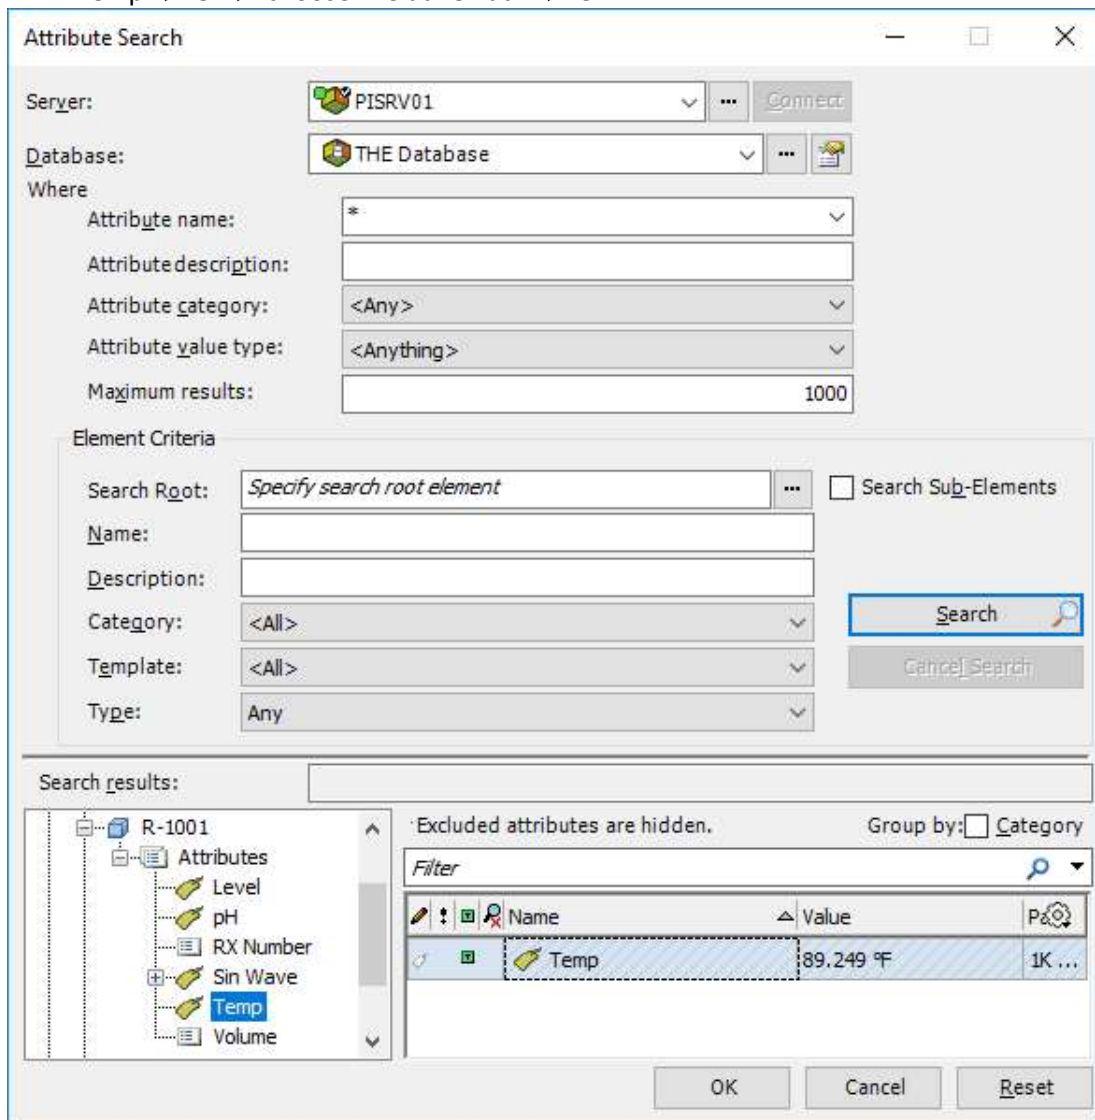 Attribute Search
Server: PISRV01 ... Connect
Database: THE Database ...
Where
Attribute name: *
Attribute description:
Attribute category: <Any>
Attribute value type: <Anything>
Maximum results: 1000
Element Criteria
Search Root: Specify search root element ... Search Sub-Elements
Name:
Description:
Category: <All>
Search
Template: <All>
Cancel Search
Type: Any
Search results:
R-1001
Attributes
Level
pH
RX Number
Sin Wave
Temp
Volume
Excluded attributes are hidden. Group by: Category
Filter
Name Value
Temp 89.249 °F 1K ...
OK Cancel Reset